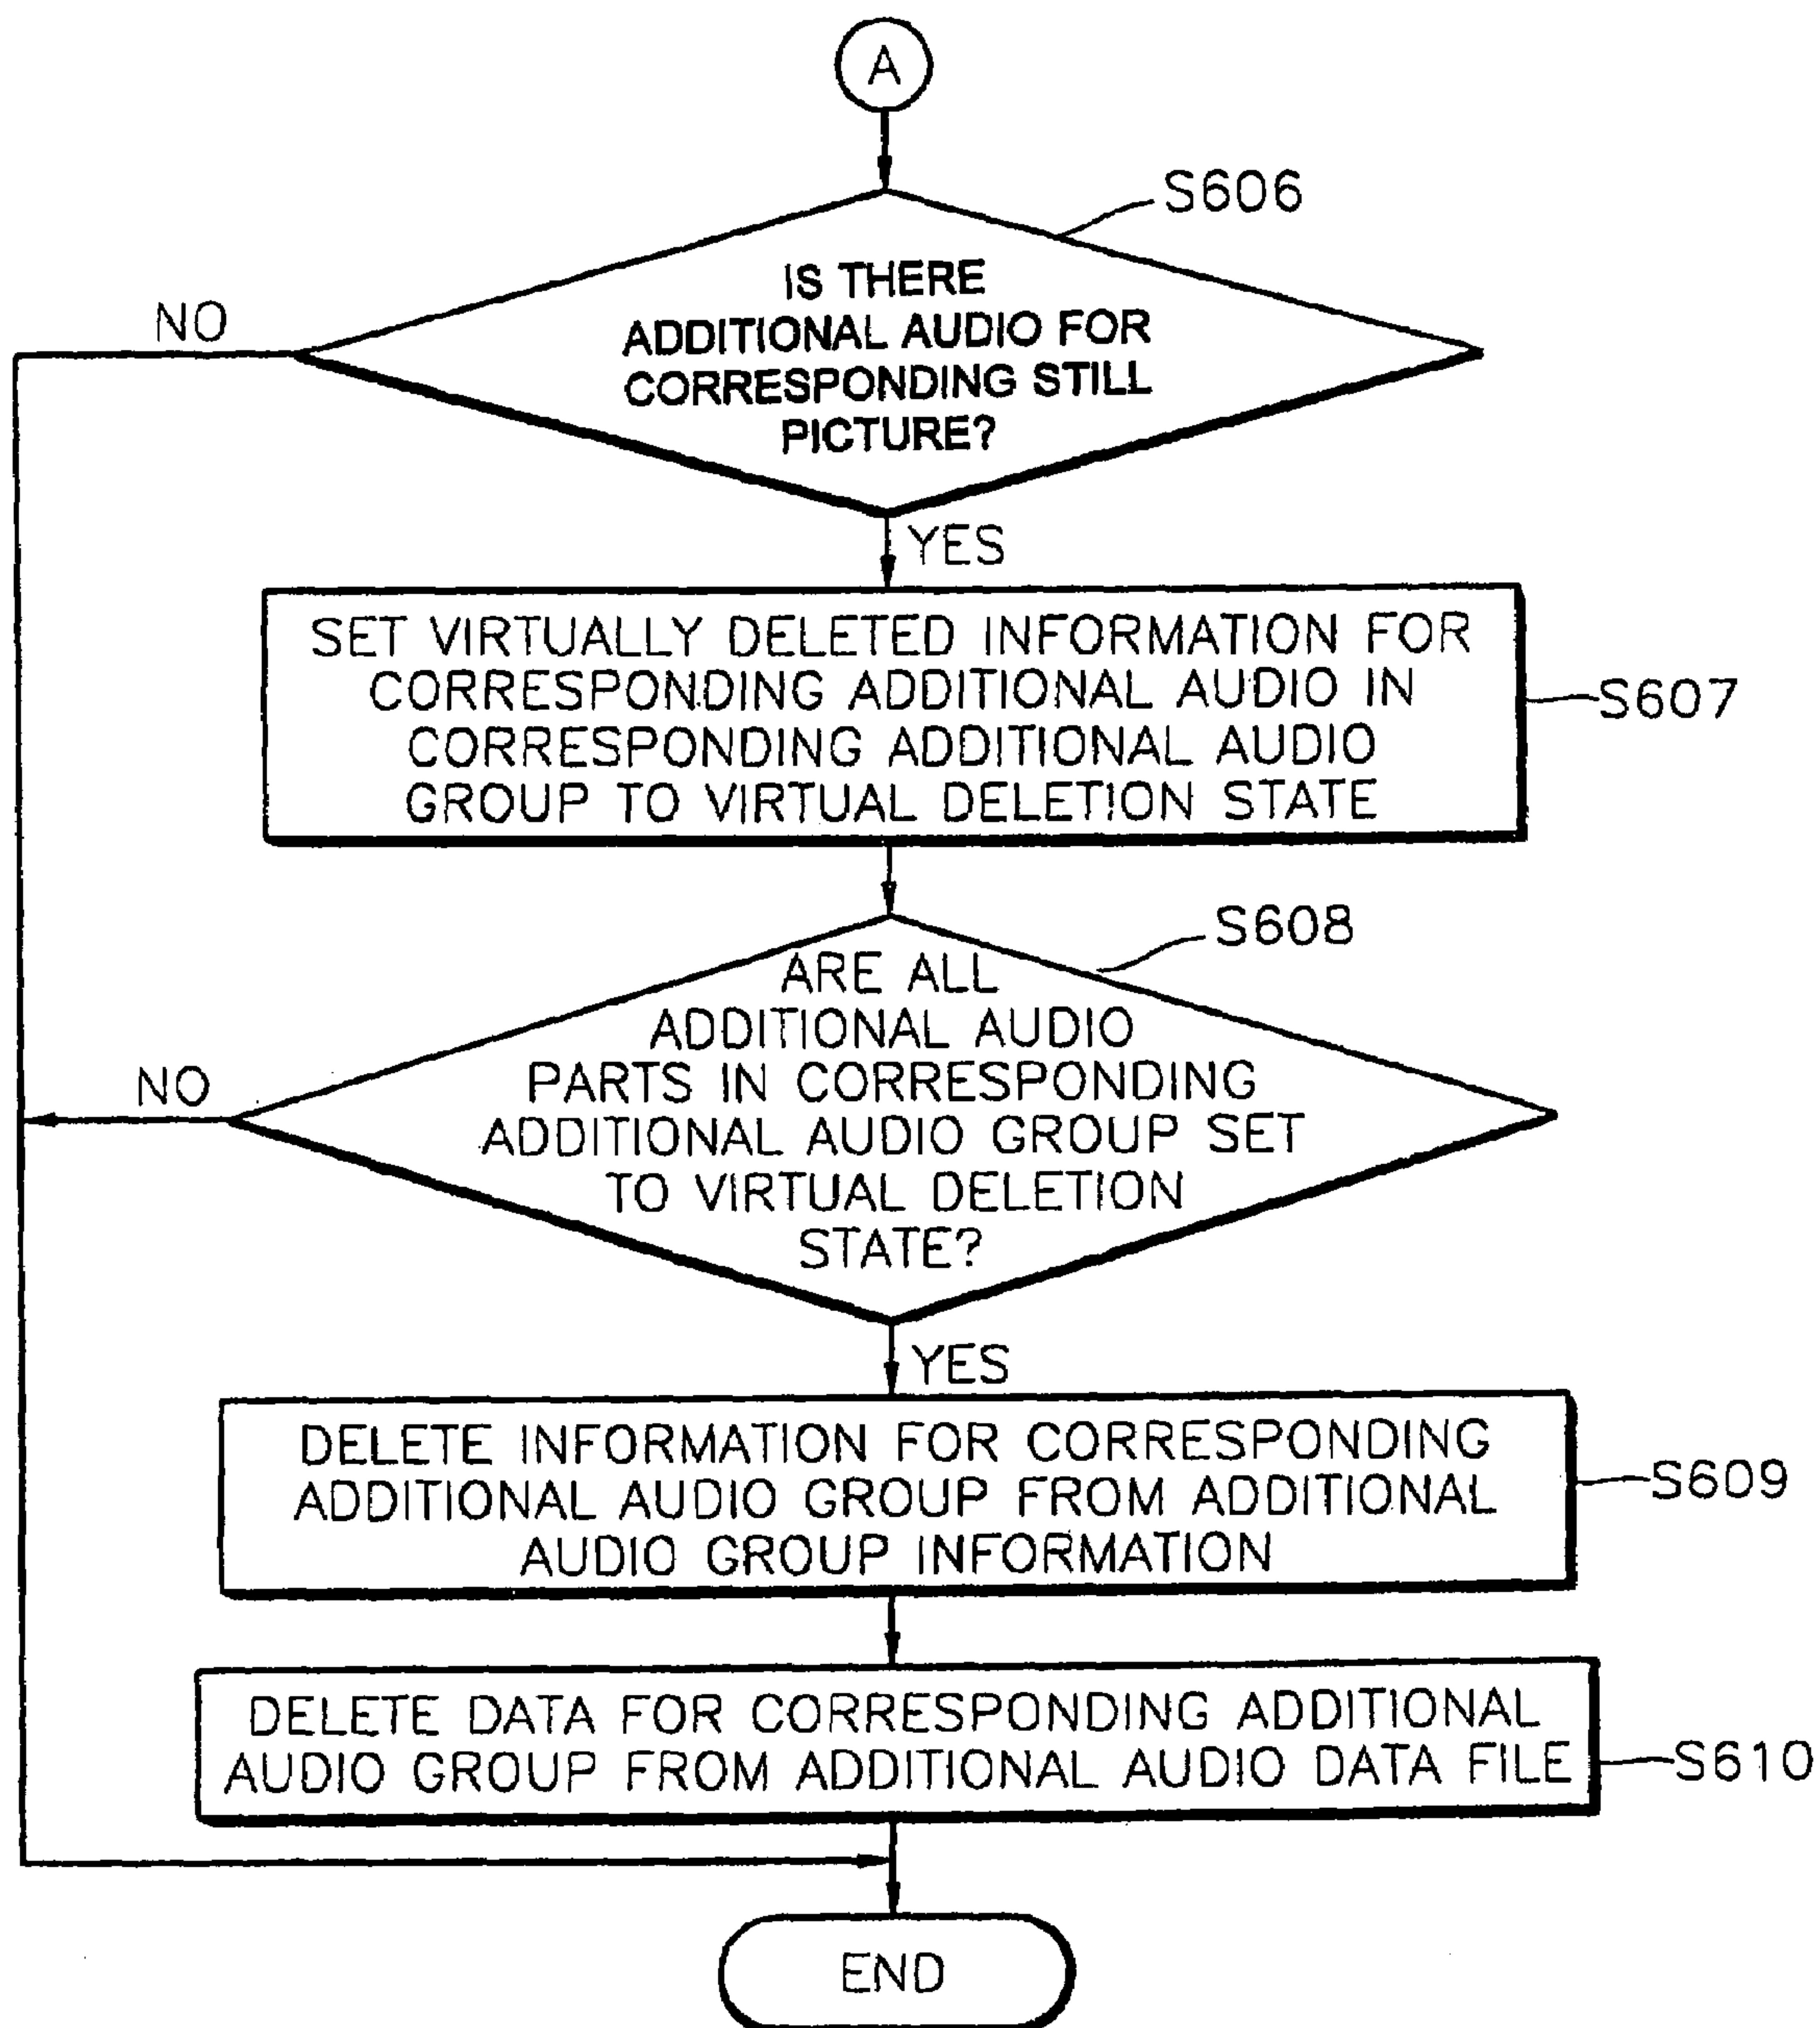 A
S606
IS THERE
ADDITIONAL AUDIO FOR
CORRESPONDING STILL
PICTURE?
NO
YES
SET VIRTUALLY DELETED INFORMATION FOR
CORRESPONDING ADDITIONAL AUDIO IN
CORRESPONDING ADDITIONAL AUDIO
GROUP TO VIRTUAL DELETION STATE
S607
S608
ARE ALL
ADDITIONAL AUDIO
PARTS IN CORRESPONDING
ADDITIONAL AUDIO GROUP SET
TO VIRTUAL DELETION
STATE?
NO
YES
DELETE INFORMATION FOR CORRESPONDING
ADDITIONAL AUDIO GROUP FROM ADDITIONAL
AUDIO GROUP INFORMATION
S609
DELETE DATA FOR CORRESPONDING ADDITIONAL
AUDIO GROUP FROM ADDITIONAL AUDIO DATA FILE
S610
END